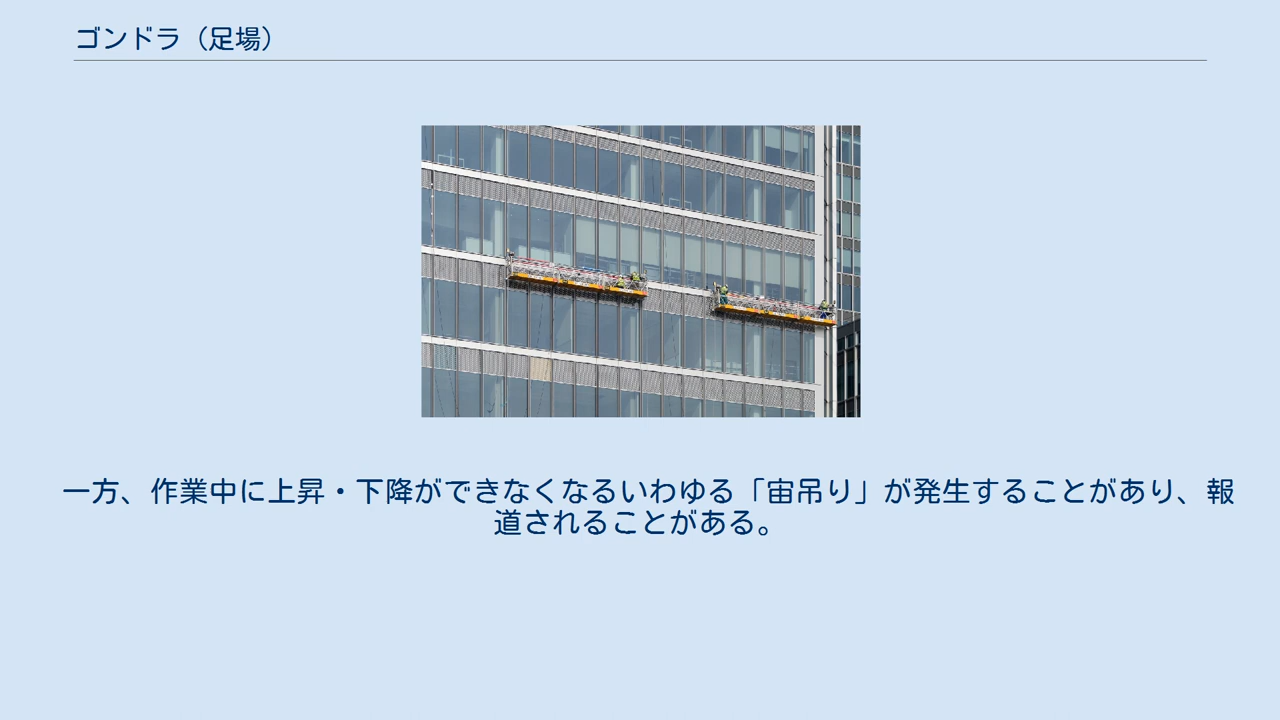 ゴンドラ（足場）
一方、作業中に上昇・下降ができなくなるいわゆる「宙吊り」が発生することがあり、報
道されることがある。